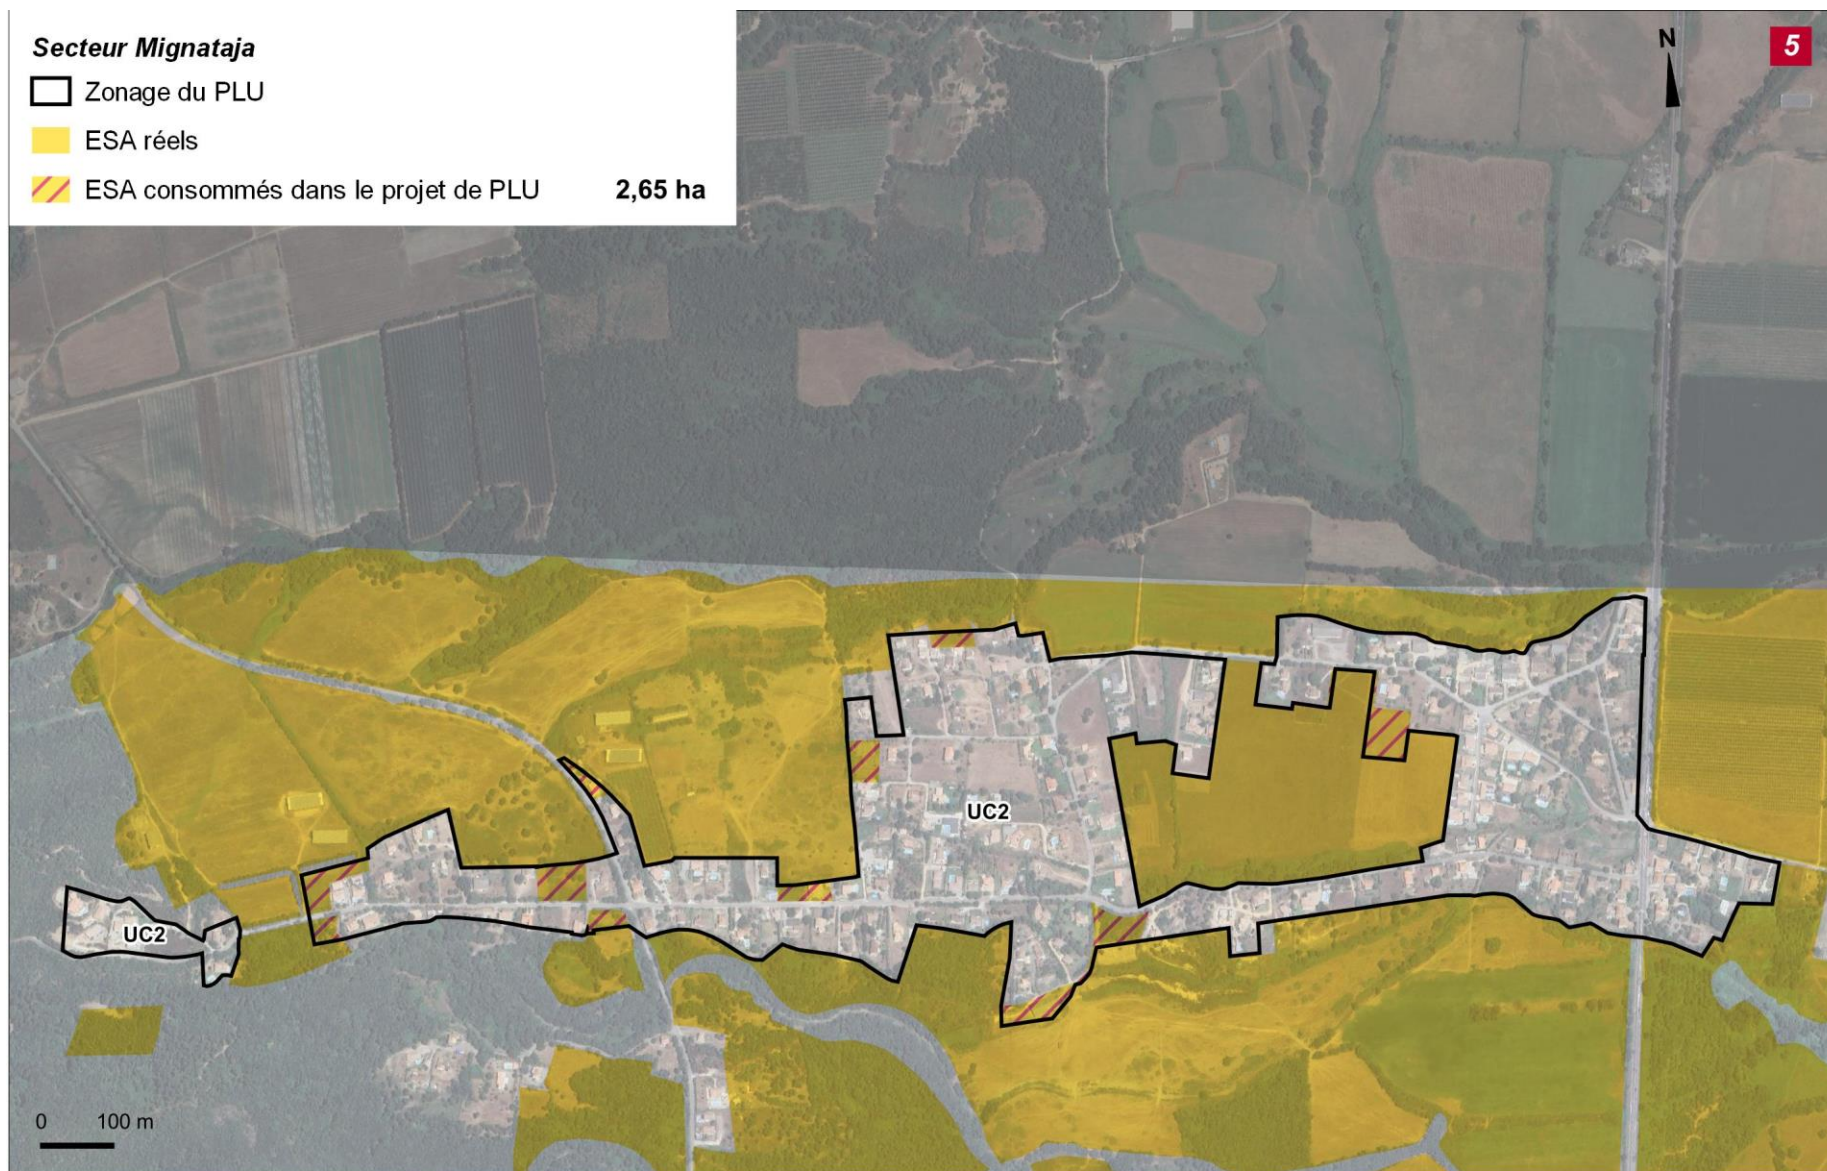 Secteur Mignataja
Zonage du PLU
ESA réels
ESA consommés dans le projet de PLU 2,65 ha
N
5
UC2
UC2
0 100 m